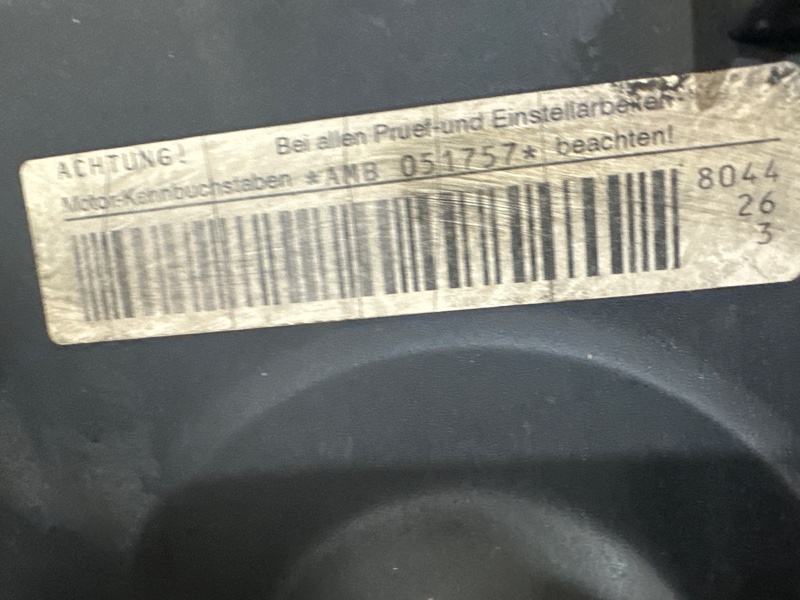 ACHTUNG! Bei allen Pruef-und Einstellarbeiten-
Motor-Kennbuchstaben *AMB 051757* beachten!
8044
26
3